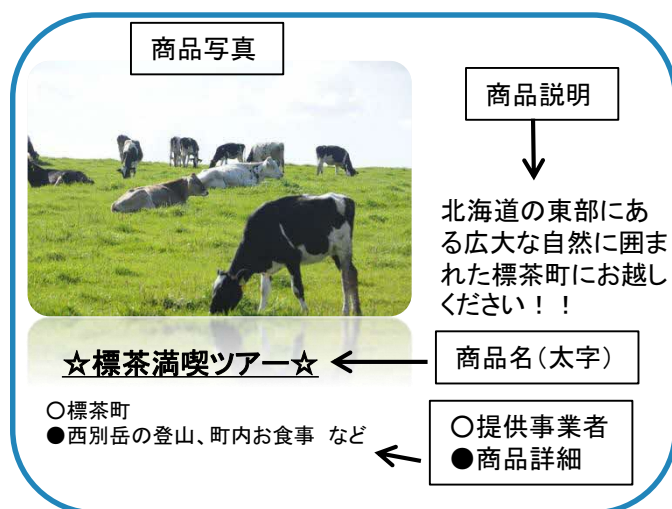 商品写真
商品説明
北海道の東部にあ
る広大な自然に囲ま
れた標茶町にお越し
ください！！
☆標茶満喫ツアー☆
商品名（太字）
○標茶町
●西別岳の登山、町内お食事 など
○提供事業者
●商品詳細